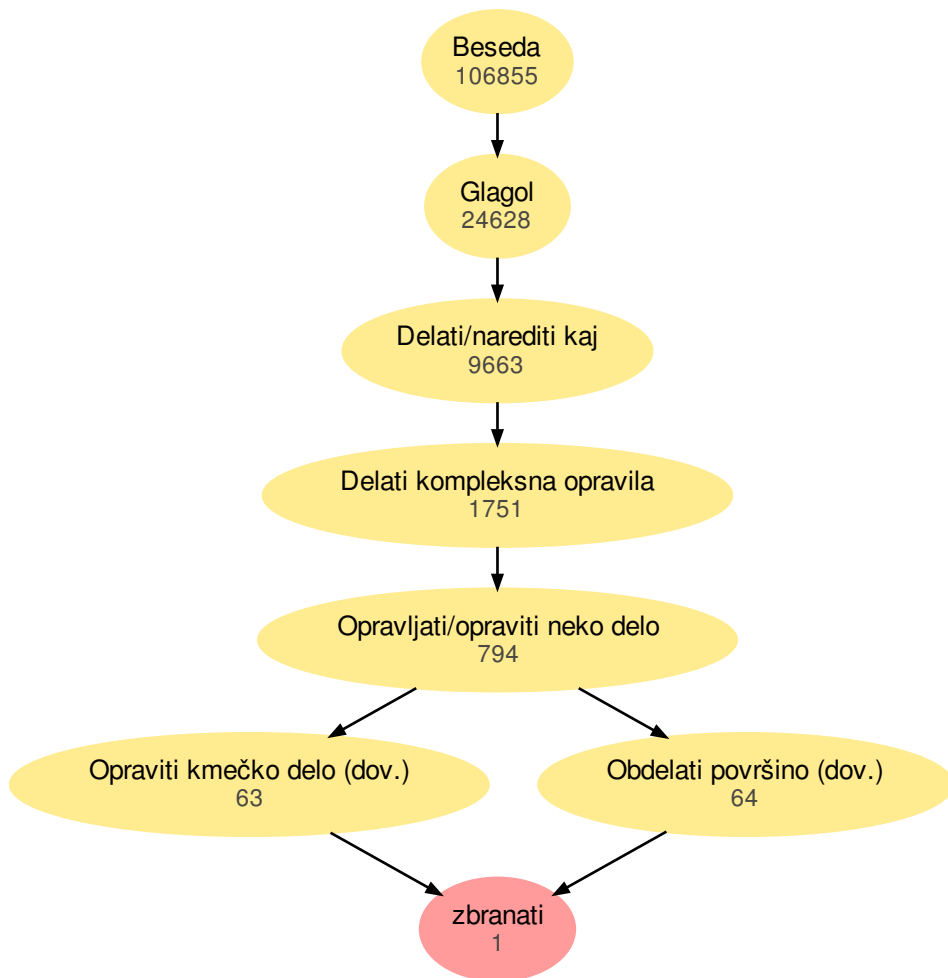 Beseda
106855
Glagol
24628
Delati/narediti kaj
9663
Delati kompleksna opravila
1751
Opravljati/opraviti neko delo
794
Opraviti kmečko delo (dov.)
63
Obdelati površino (dov.)
64
zbranati
1